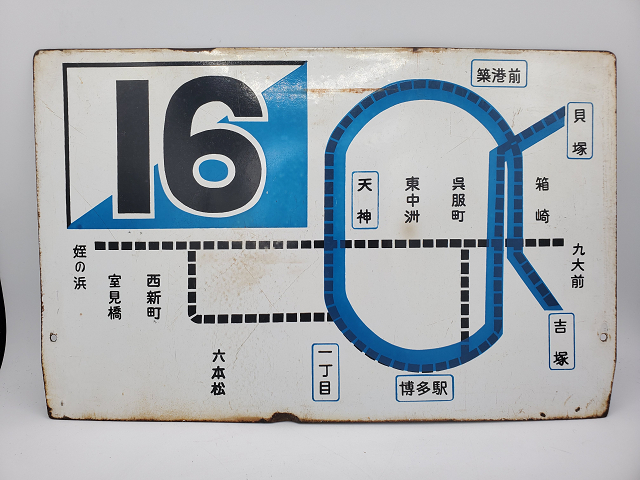 16
築港前
貝塚
天神
東中洲
呉服町
箱崎
姪の浜
室見橋
西新町
九大前
六本松
一丁目
博多駅
吉塚